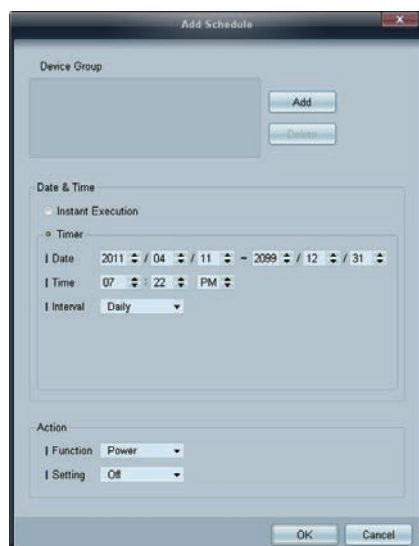 Add Schedule
Device Group
Add
Delete
Date & Time
Instant Execution
Timer
Date 2011 / 04 / 11 ~ 2099 / 12 / 31
Time 07 : 22 PM
Interval Daily
Action
Function Power
Setting Off
OK Cancel